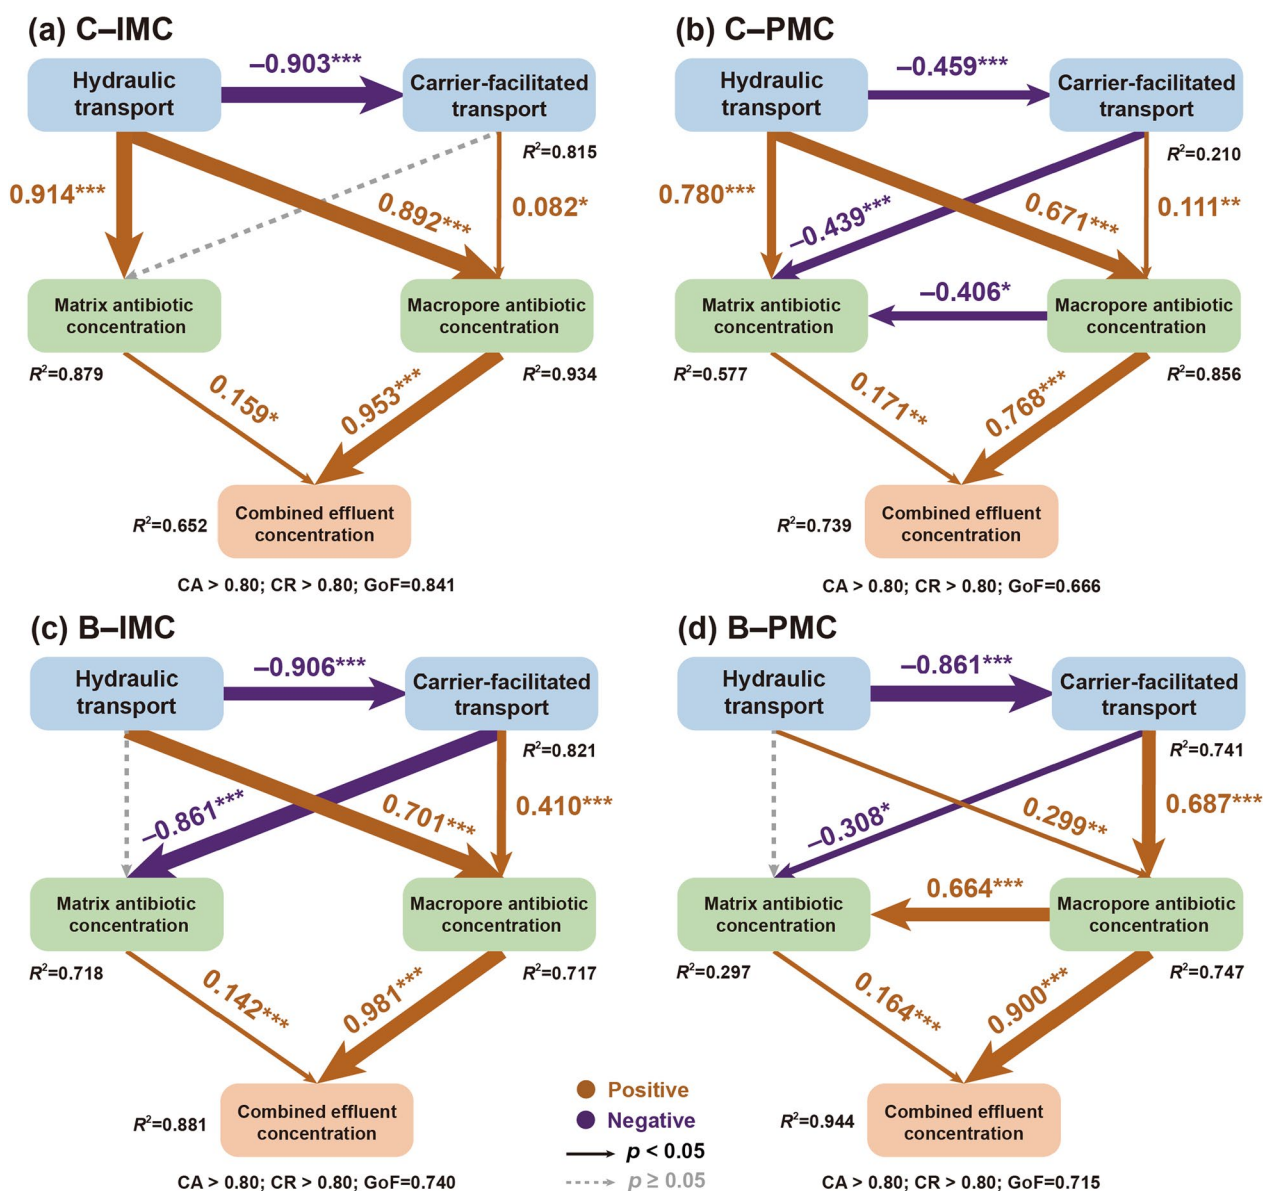 (a) C–IMC
Hydraulic
transport
–0.903***
Carrier-facilitated
transport
R²=0.815
0.914***
0.892***
0.082*
Matrix antibiotic
concentration
Macropore antibiotic
concentration
R²=0.879
R²=0.934
0.159*
0.953***
Combined effluent
concentration
R²=0.652
CA > 0.80; CR > 0.80; GoF=0.841
(b) C–PMC
Hydraulic
transport
–0.459***
Carrier-facilitated
transport
R²=0.210
0.780***
–0.439***
0.671***
0.111**
Matrix antibiotic
concentration
–0.406*
Macropore antibiotic
concentration
R²=0.577
R²=0.856
0.171**
0.768***
Combined effluent
concentration
R²=0.739
CA > 0.80; CR > 0.80; GoF=0.666
(c) B–IMC
Hydraulic
transport
–0.906***
Carrier-facilitated
transport
R²=0.821
–0.861***
0.701***
0.410***
Matrix antibiotic
concentration
Macropore antibiotic
concentration
R²=0.718
R²=0.717
0.142***
0.981***
Combined effluent
concentration
R²=0.881
CA > 0.80; CR > 0.80; GoF=0.740
(d) B–PMC
Hydraulic
transport
–0.861***
Carrier-facilitated
transport
R²=0.741
–0.308*
0.299**
0.687***
Matrix antibiotic
concentration
0.664***
Macropore antibiotic
concentration
R²=0.297
R²=0.747
0.164***
0.900***
Combined effluent
concentration
R²=0.944
CA > 0.80; CR > 0.80; GoF=0.715
Positive
Negative
p < 0.05
p ≥ 0.05